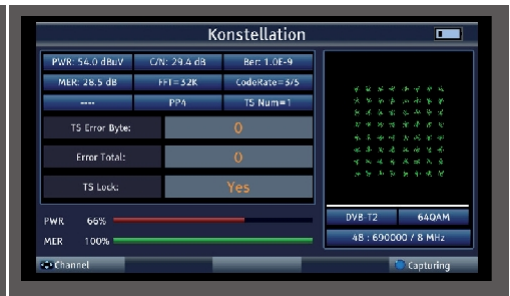 Konstellation
PWR: 54.0 dBuV
C/N: 29.4 dB
Ber: 1.0E-9
MER: 28.5 dB
FFT=32K
CodeRate=3/5
----
PP4
TS Num=1
TS Error Byte:
0
Error Total:
0
TS Lock:
Yes
PWR 66%
MER 100%
DVB-T2
64QAM
48 : 690000 / 8 MHz
Channel
Capturing